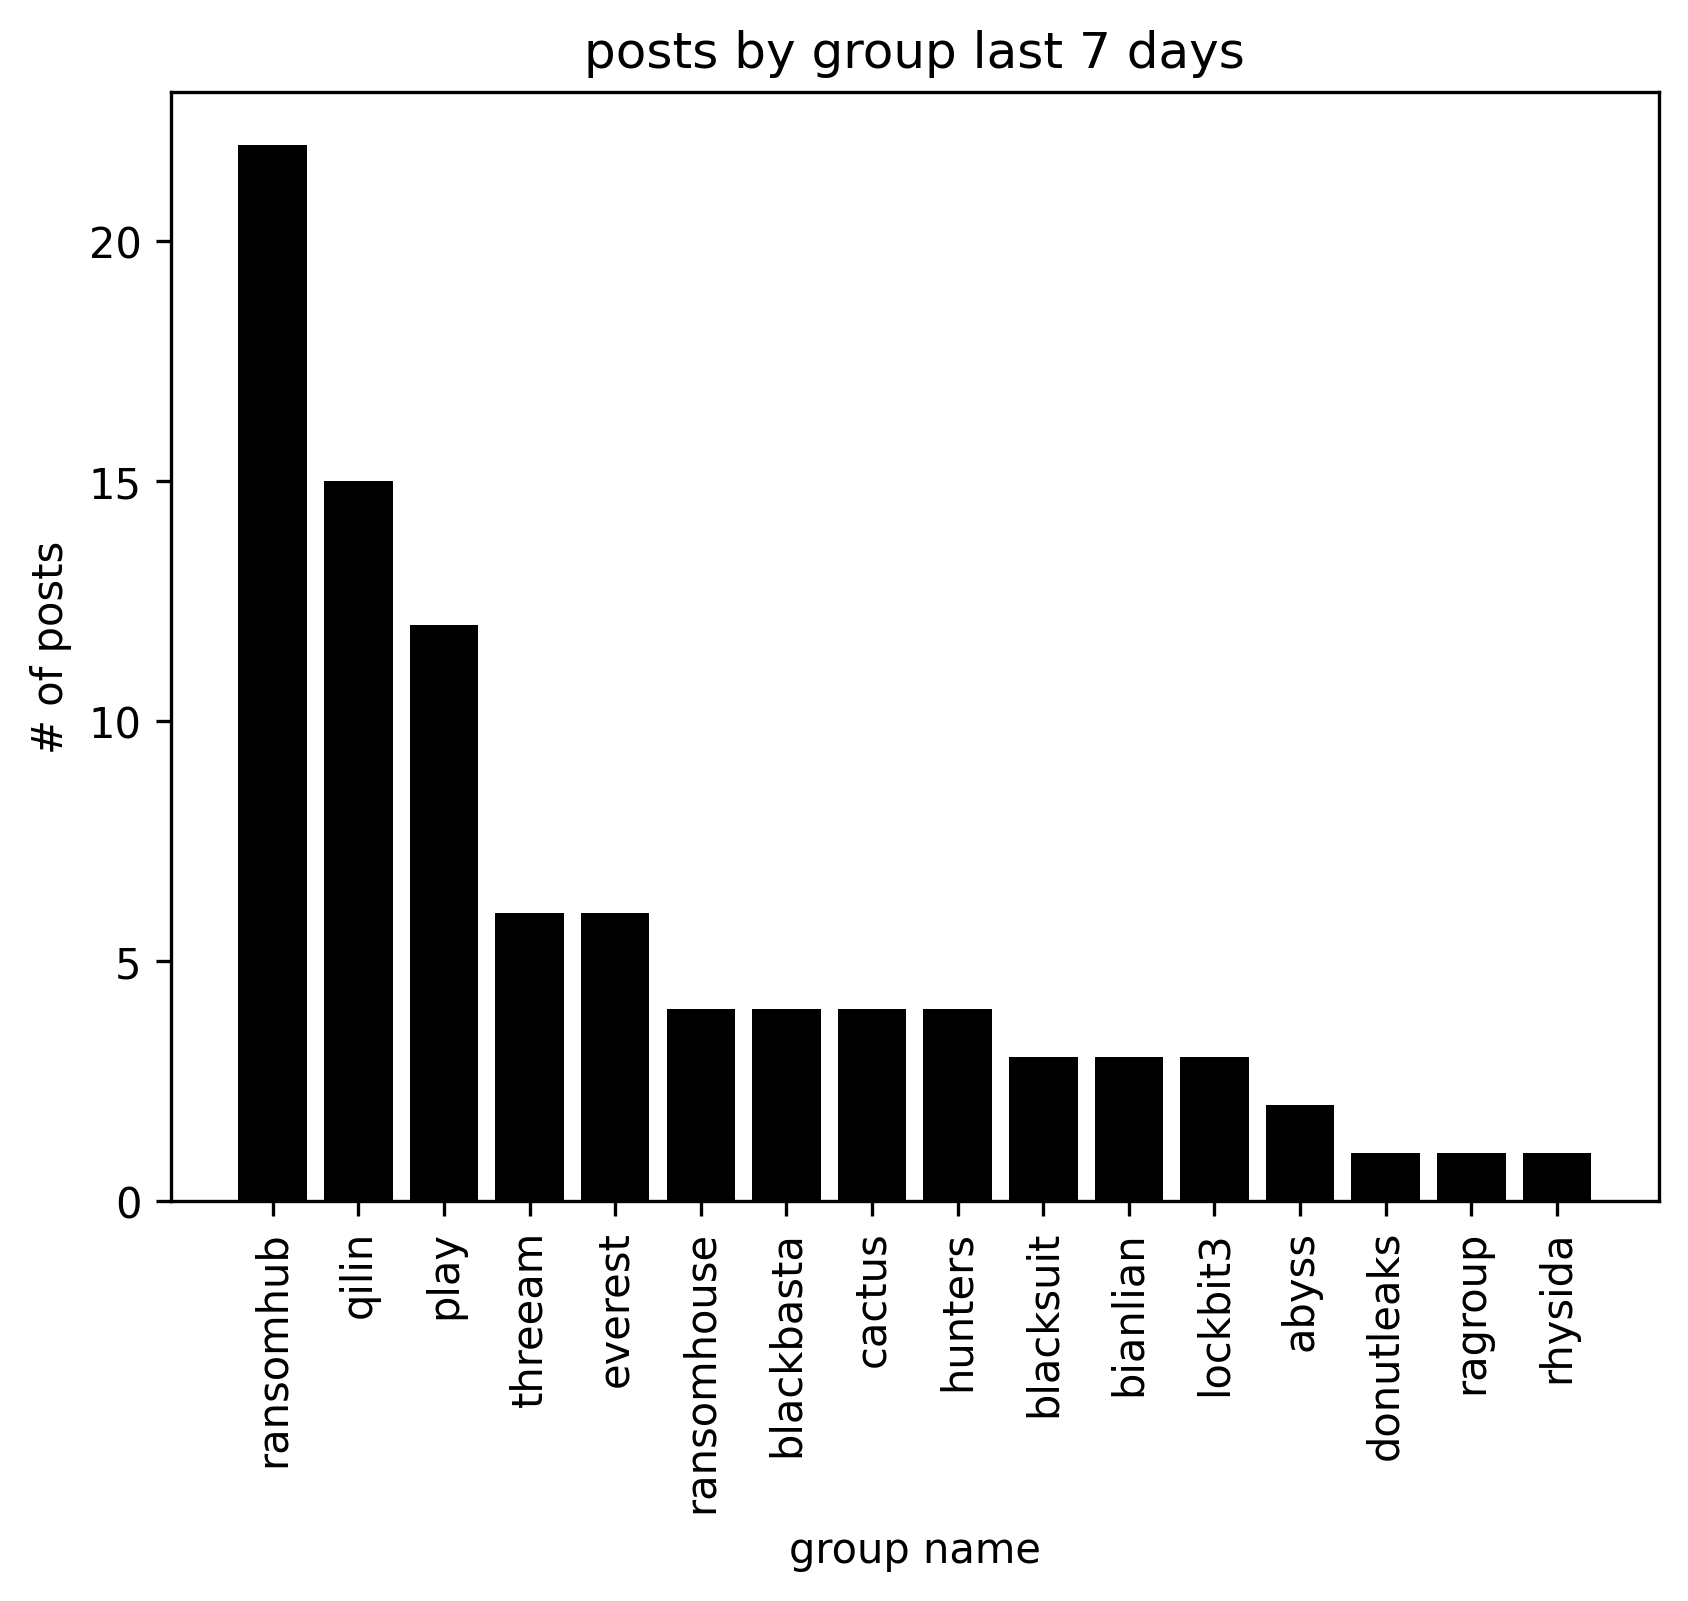 posts by group last 7 days
# of posts
20
15
10
5
0
ransomhub
qilin
play
threeam
everest
ransomhouse
blackbasta
cactus
hunters
blacksuit
bianlian
lockbit3
abyss
donutleaks
ragroup
rhysida
group name